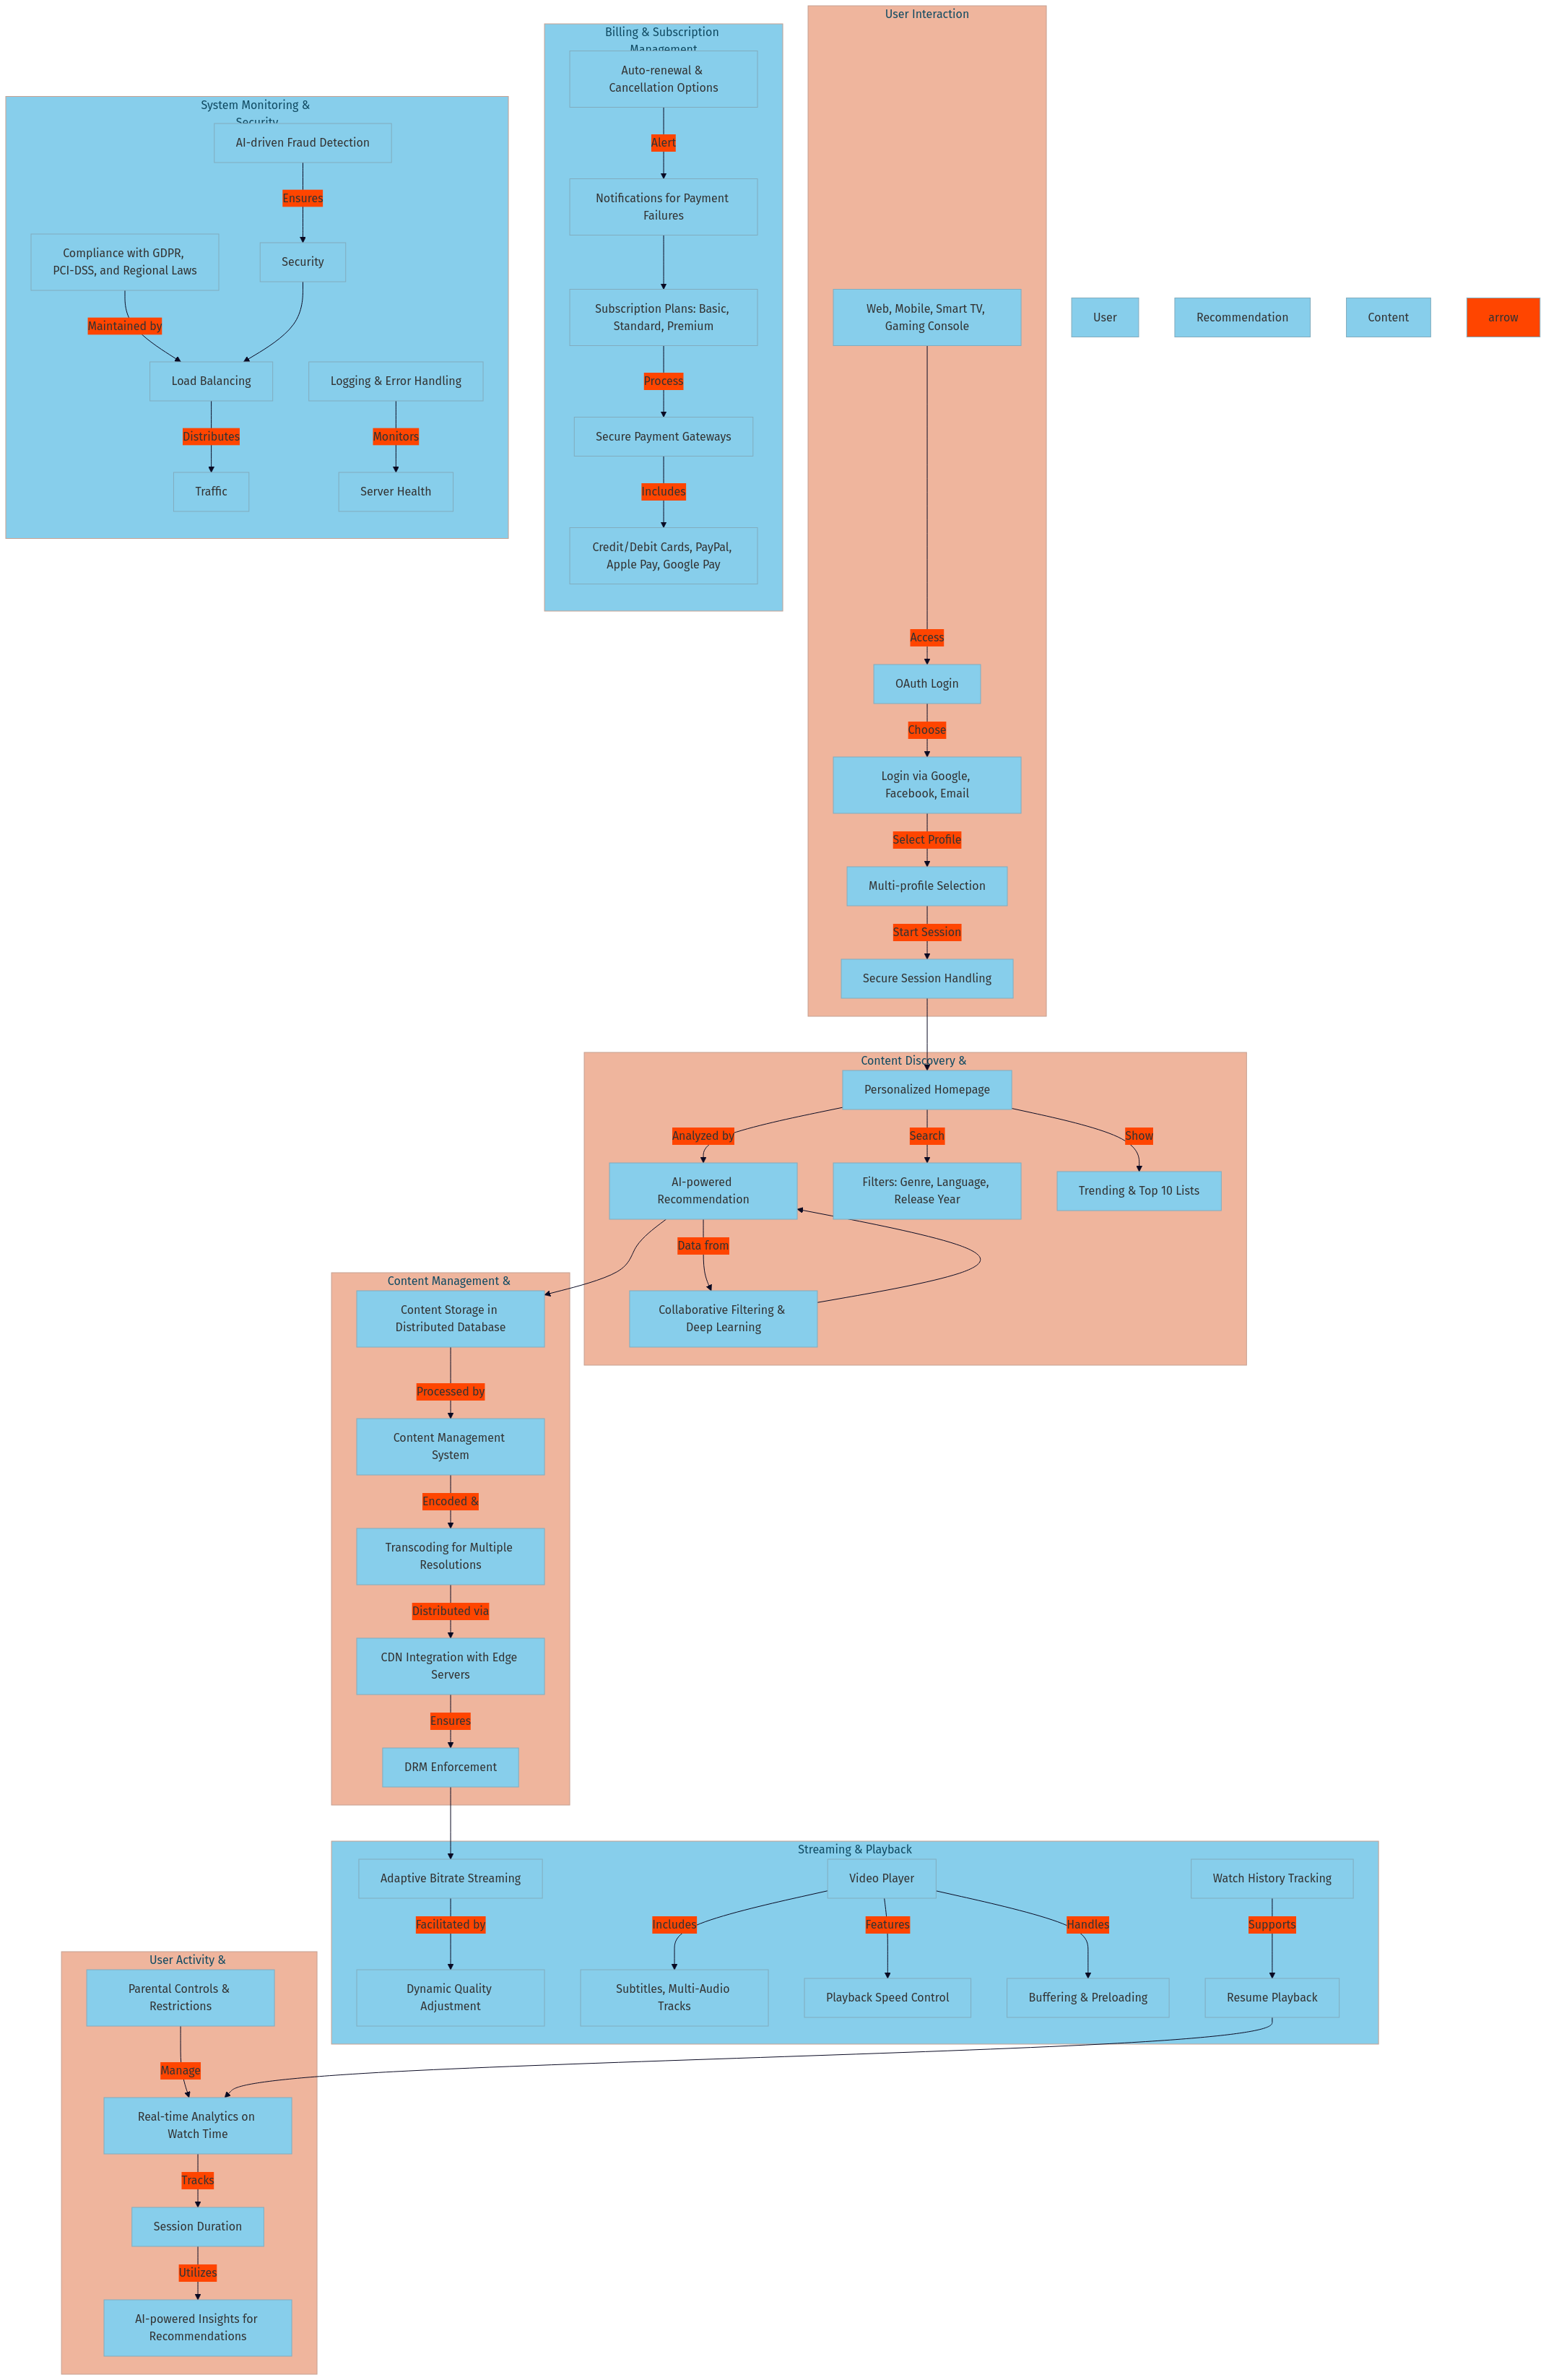 System Monitoring &
Security
AI-driven Fraud Detection
Ensures
Compliance with GDPR,
PCI-DSS, and Regional Laws
Security
Maintained by
Load Balancing
Logging & Error Handling
Distributes
Monitors
Traffic
Server Health
Billing & Subscription
Management
Auto-renewal &
Cancellation Options
Alert
Notifications for Payment
Failures
Subscription Plans: Basic,
Standard, Premium
Process
Secure Payment Gateways
Includes
Credit/Debit Cards, PayPal,
Apple Pay, Google Pay
User Interaction
Web, Mobile, Smart TV,
Gaming Console
Access
OAuth Login
Choose
Login via Google,
Facebook, Email
Select Profile
Multi-profile Selection
Start Session
Secure Session Handling
User
Recommendation
Content
arrow
Content Discovery &
Personalized Homepage
Analyzed by
Search
Show
AI-powered
Recommendation
Filters: Genre, Language,
Release Year
Trending & Top 10 Lists
Data from
Collaborative Filtering &
Deep Learning
Content Management &
Content Storage in
Distributed Database
Processed by
Content Management
System
Encoded &
Transcoding for Multiple
Resolutions
Distributed via
CDN Integration with Edge
Servers
Ensures
DRM Enforcement
Streaming & Playback
Adaptive Bitrate Streaming
Video Player
Watch History Tracking
Facilitated by
Includes
Features
Handles
Supports
Dynamic Quality
Adjustment
Subtitles, Multi-Audio
Tracks
Playback Speed Control
Buffering & Preloading
Resume Playback
User Activity &
Parental Controls &
Restrictions
Manage
Real-time Analytics on
Watch Time
Tracks
Session Duration
Utilizes
AI-powered Insights for
Recommendations